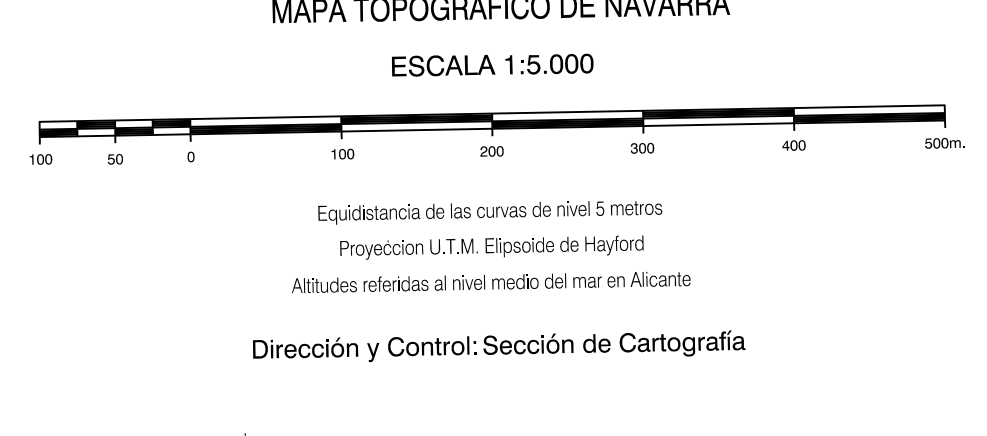 MAPA TOPOGRAFICO DE NAVARRA
ESCALA 1:5.000
100 50 0 100 200 300 400 500m.
Equidistancia de las curvas de nivel 5 metros
Proyeccion U.T.M. Elipsoide de Hayford
Altitudes referidas al nivel medio del mar en Alicante
Dirección y Control: Sección de Cartografía